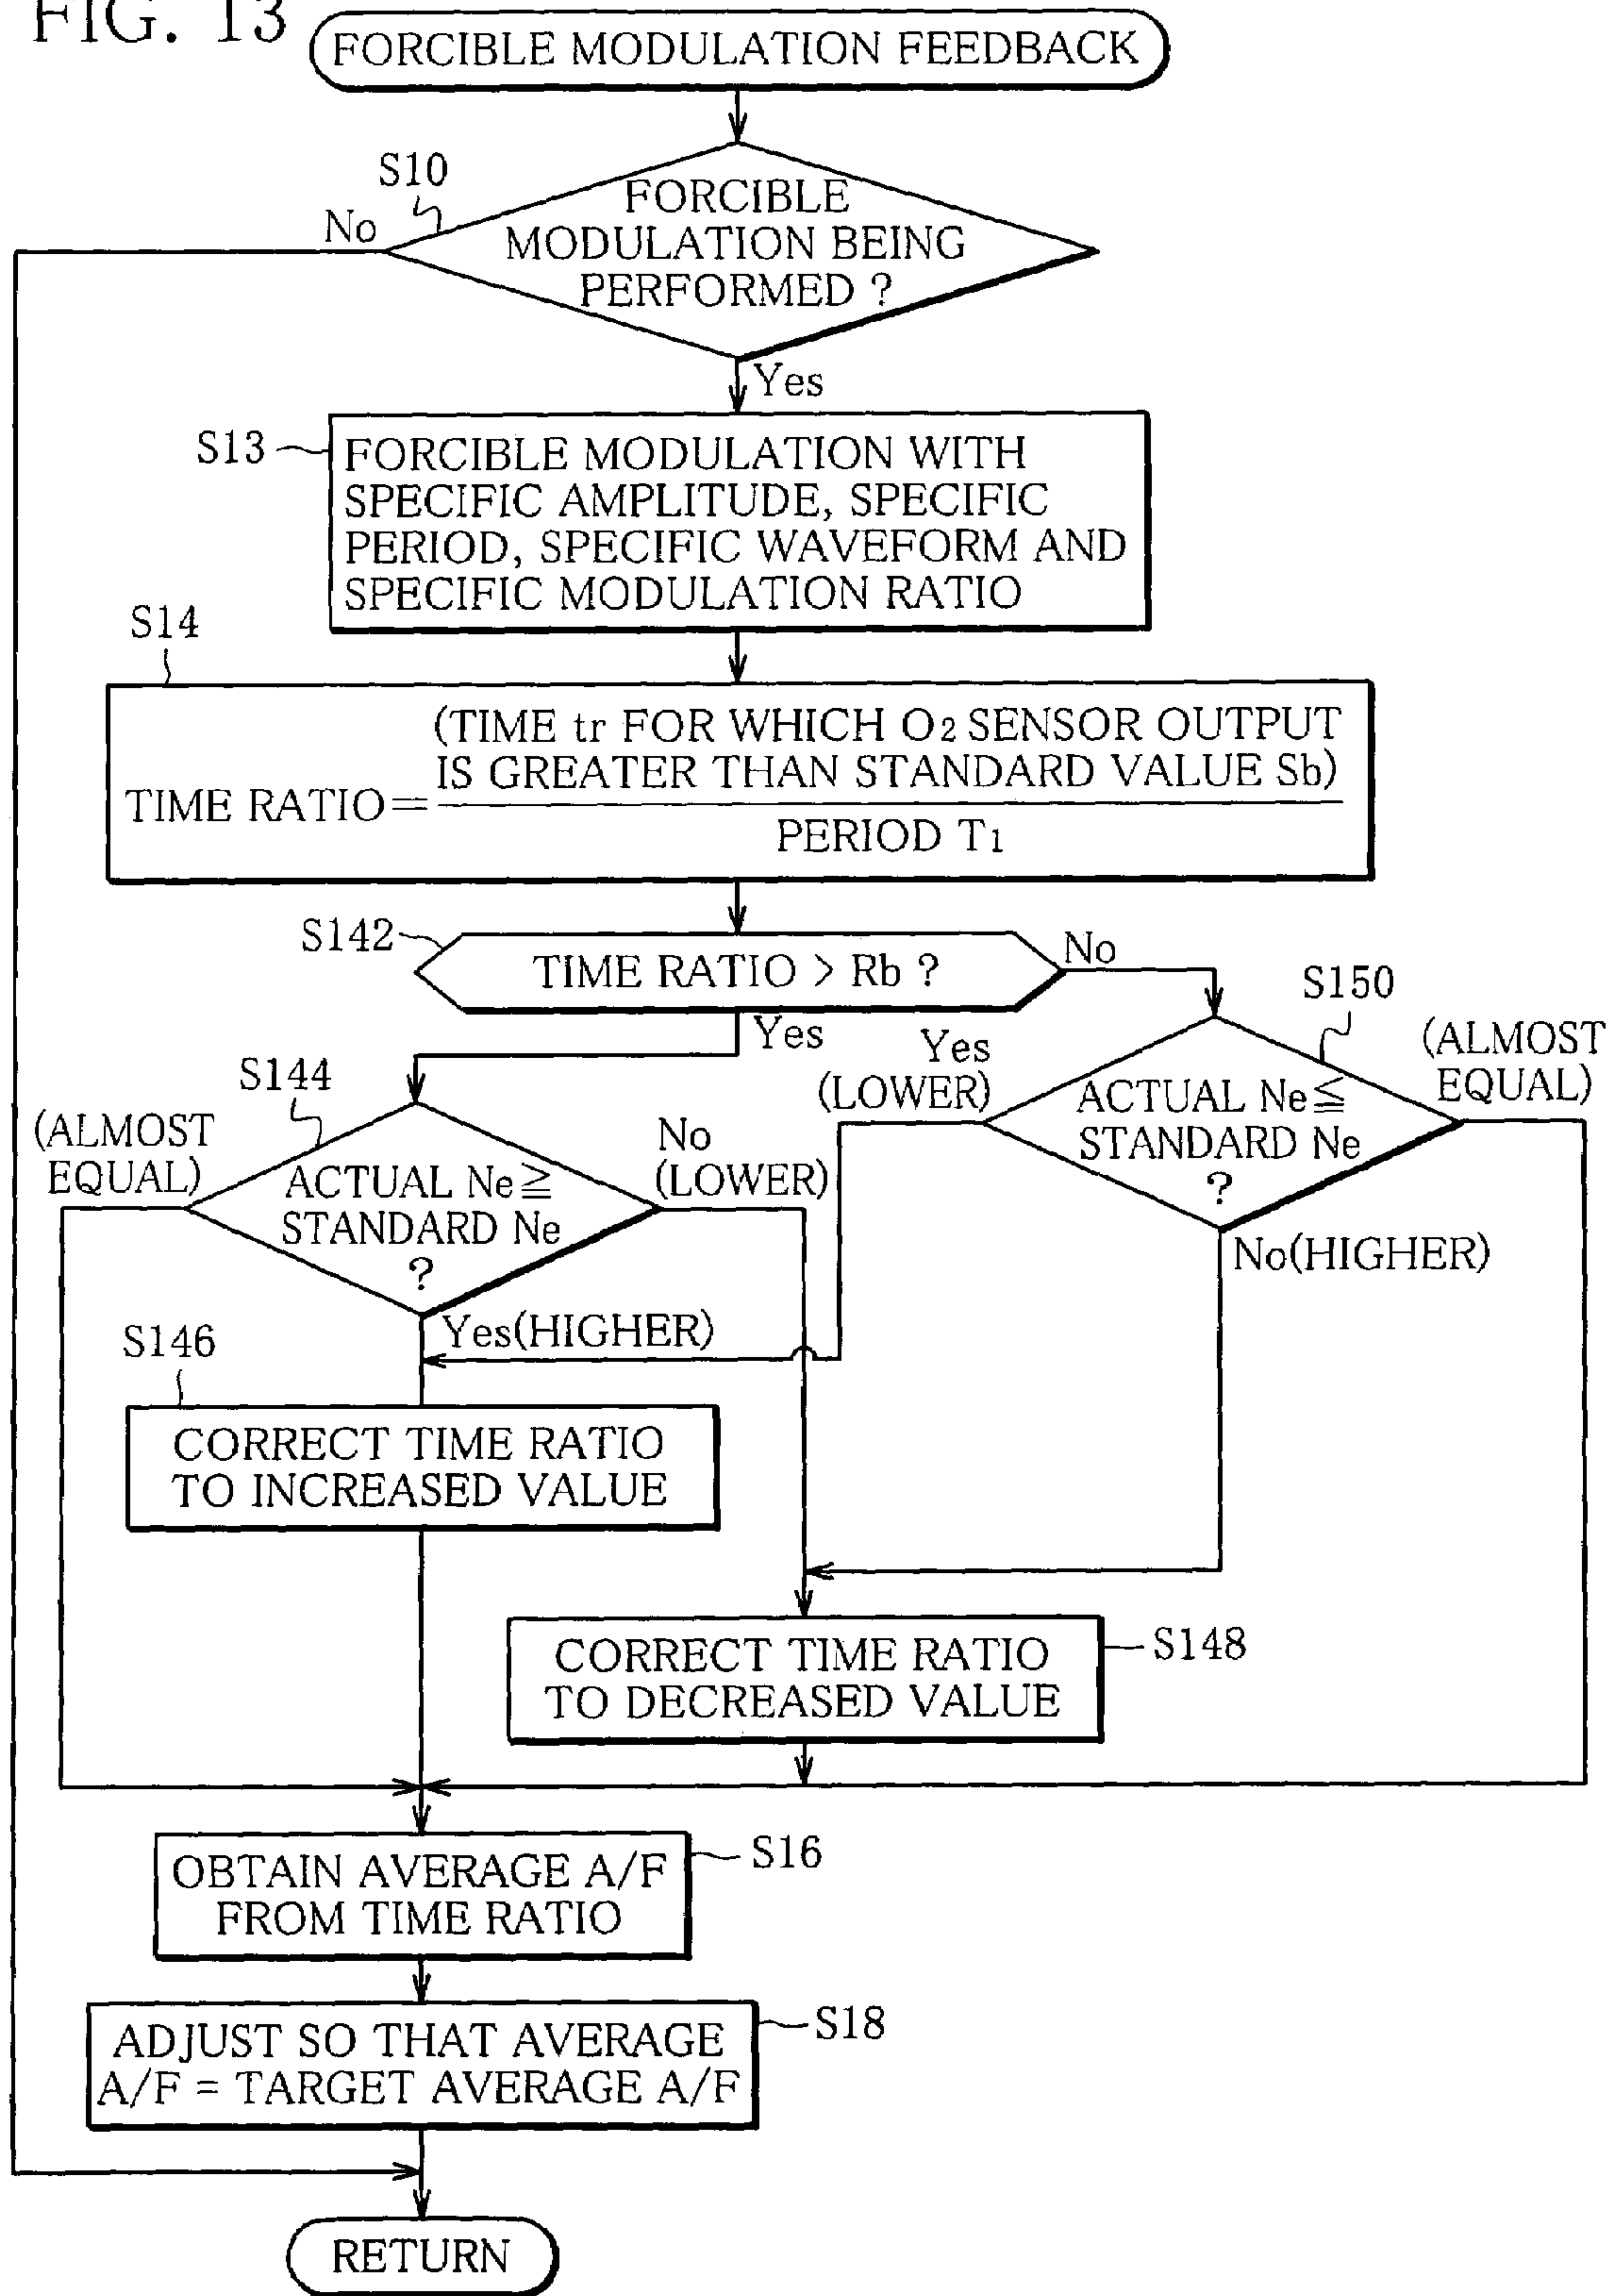 FIG. 13
FORCIBLE MODULATION FEEDBACK
S10
No
FORCIBLE
MODULATION BEING
PERFORMED ?
Yes
S13
FORCIBLE MODULATION WITH
SPECIFIC AMPLITUDE, SPECIFIC
PERIOD, SPECIFIC WAVEFORM AND
SPECIFIC MODULATION RATIO
S14
(TIME tr FOR WHICH O2 SENSOR OUTPUT
IS GREATER THAN STANDARD VALUE Sb)
TIME RATIO=
PERIOD T1
S142
TIME RATIO > Rb ?
No
Yes
S150
Yes
(LOWER)
(ALMOST
EQUAL)
ACTUAL Ne≦
STANDARD Ne
?
No(HIGHER)
S144
(ALMOST
EQUAL)
No
(LOWER)
ACTUAL Ne≧
STANDARD Ne
?
Yes(HIGHER)
S146
CORRECT TIME RATIO
TO INCREASED VALUE
CORRECT TIME RATIO
TO DECREASED VALUE
S148
OBTAIN AVERAGE A/F
FROM TIME RATIO
S16
ADJUST SO THAT AVERAGE
A/F = TARGET AVERAGE A/F
S18
RETURN